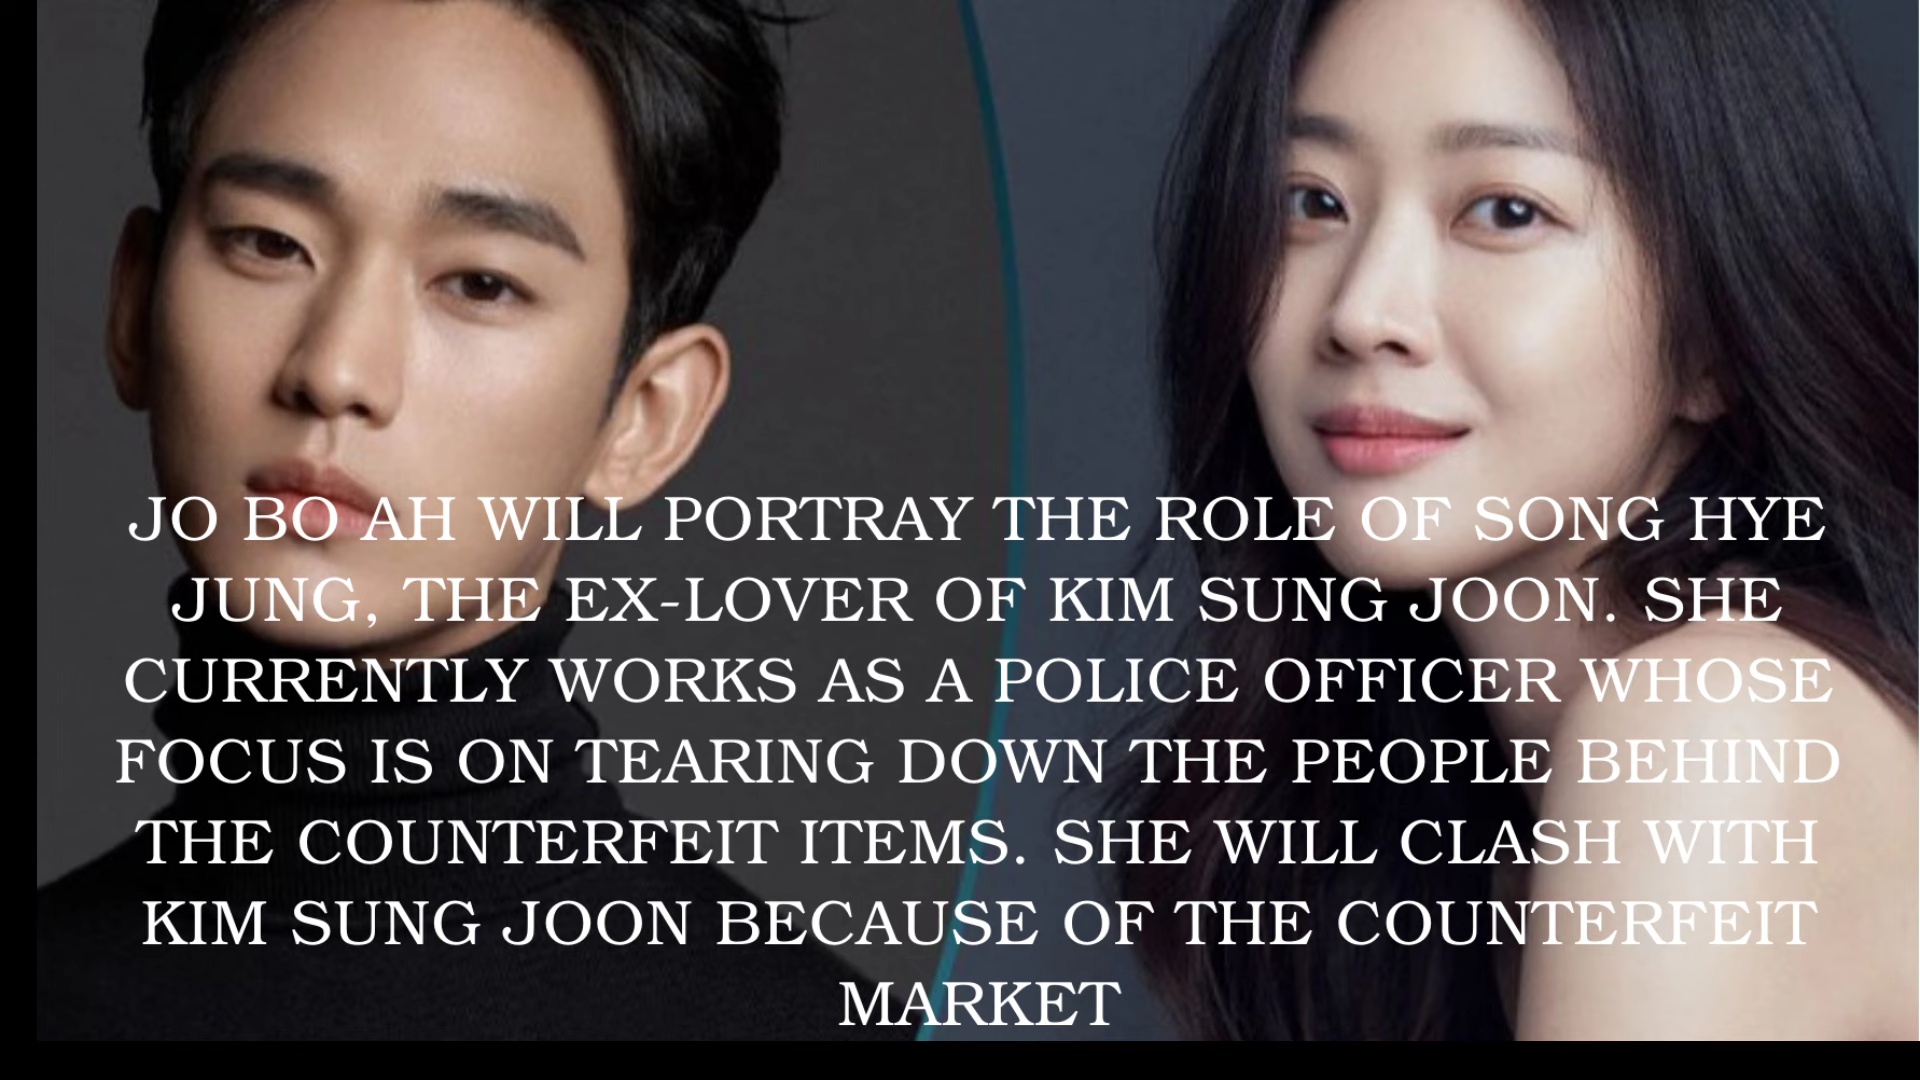 JO BO AH WILL PORTRAY THE ROLE OF SONG HYE
JUNG, THE EX-LOVER OF KIM SUNG JOON. SHE
CURRENTLY WORKS AS A POLICE OFFICER WHOSE
FOCUS IS ON TEARING DOWN THE PEOPLE BEHIND
THE COUNTERFEIT ITEMS. SHE WILL CLASH WITH
KIM SUNG JOON BECAUSE OF THE COUNTERFEIT
MARKET